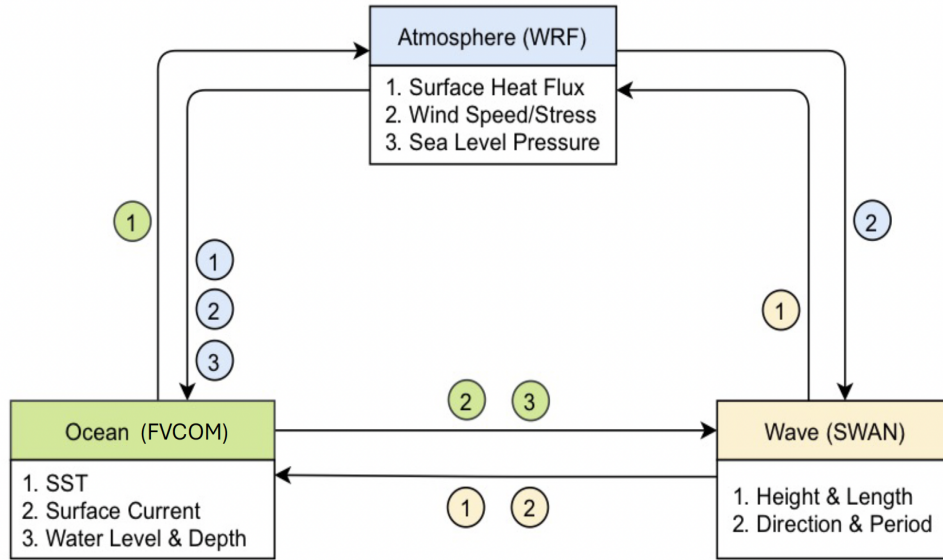 Atmosphere (WRF)
1. Surface Heat Flux
2. Wind Speed/Stress
3. Sea Level Pressure
1
2
1
2
1
3
2 3
Ocean (FVCOM)
Wave (SWAN)
1. SST
2. Surface Current
3. Water Level & Depth
1 2
1. Height & Length
2. Direction & Period